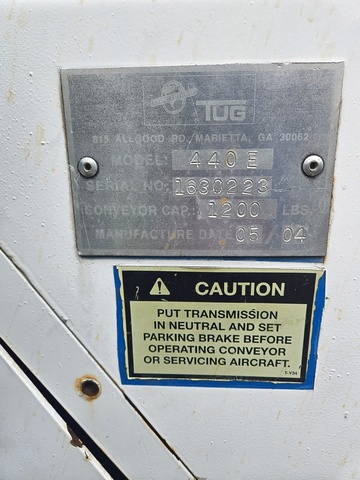 TUG
815 ALLGOOD RD./MARIETTA, GA 30062
MODEL: 440E
SERIAL NO: 1630223
CONVEYOR CAP. 1200 LBS.
MANUFACTURE DATE 05 04
CAUTION
PUT TRANSMISSION
IN NEUTRAL AND SET
PARKING BRAKE BEFORE
OPERATING CONVEYOR
OR SERVICING AIRCRAFT.